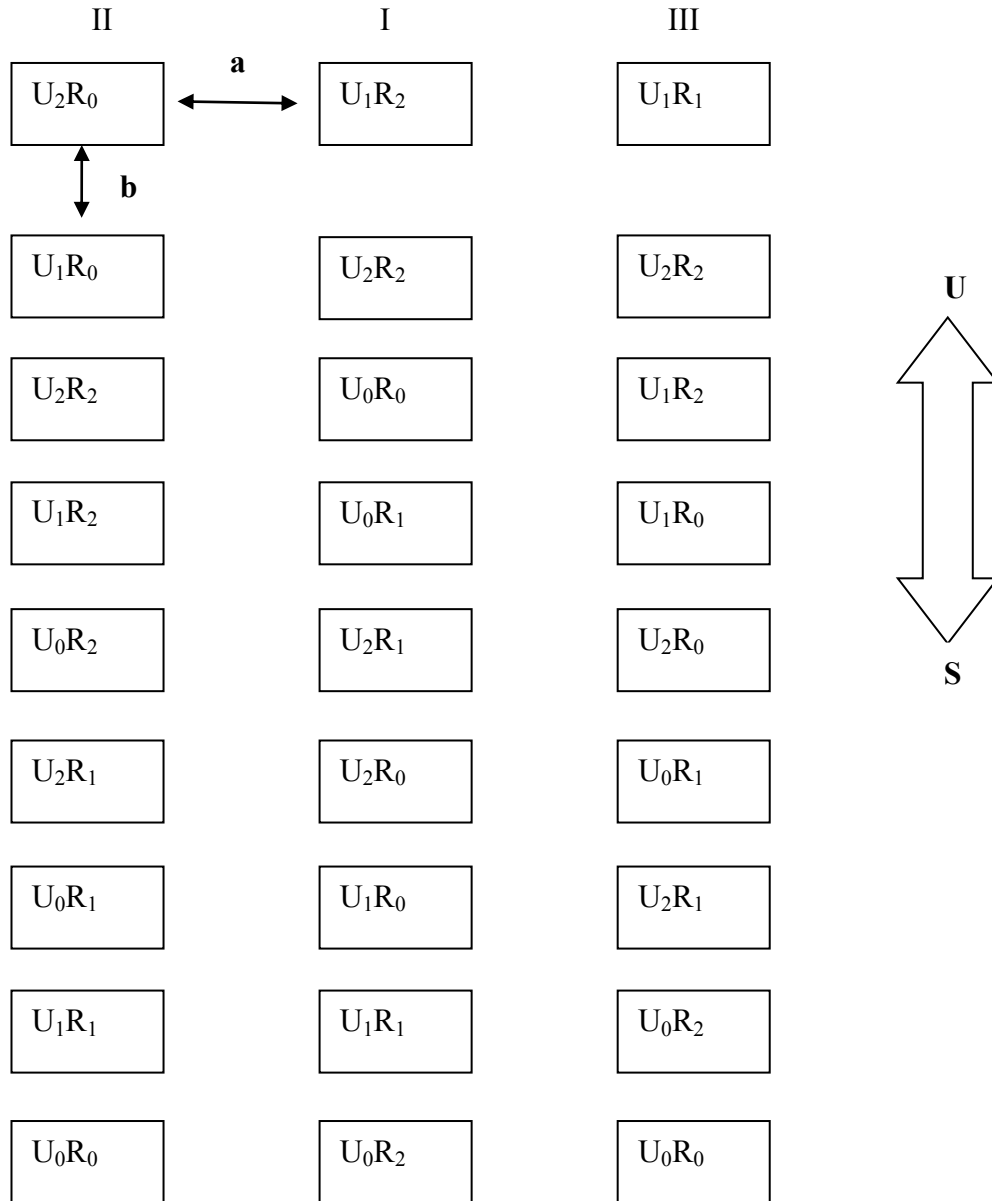 II I III
a
U₂R₀ U₁R₂ U₁R₁
b
U₁R₀ U₂R₂ U₂R₂
U
U₂R₂ U₀R₀ U₁R₂
U₁R₂ U₀R₁ U₁R₀
U₀R₂ U₂R₁ U₂R₀
S
U₂R₁ U₂R₀ U₀R₁
U₀R₁ U₁R₀ U₂R₁
U₁R₁ U₁R₁ U₀R₂
U₀R₀ U₀R₂ U₀R₀